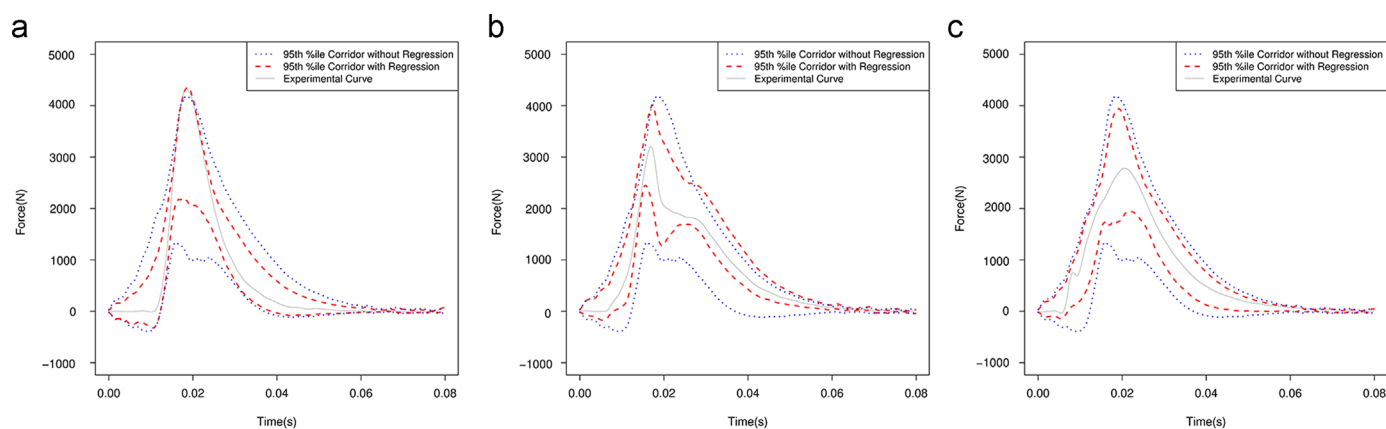 a
5000
4000
3000
2000
1000
0
−1000
Force(N)
95th %ile Corridor without Regression
95th %ile Corridor with Regression
Experimental Curve
0.00 0.02 0.04 0.06 0.08
Time(s)
b
5000
4000
3000
2000
1000
0
−1000
Force(N)
95th %ile Corridor without Regression
95th %ile Corridor with Regression
Experimental Curve
0.00 0.02 0.04 0.06 0.08
Time(s)
c
5000
4000
3000
2000
1000
0
−1000
Force(N)
95th %ile Corridor without Regression
95th %ile Corridor with Regression
Experimental Curve
0.00 0.02 0.04 0.06 0.08
Time(s)